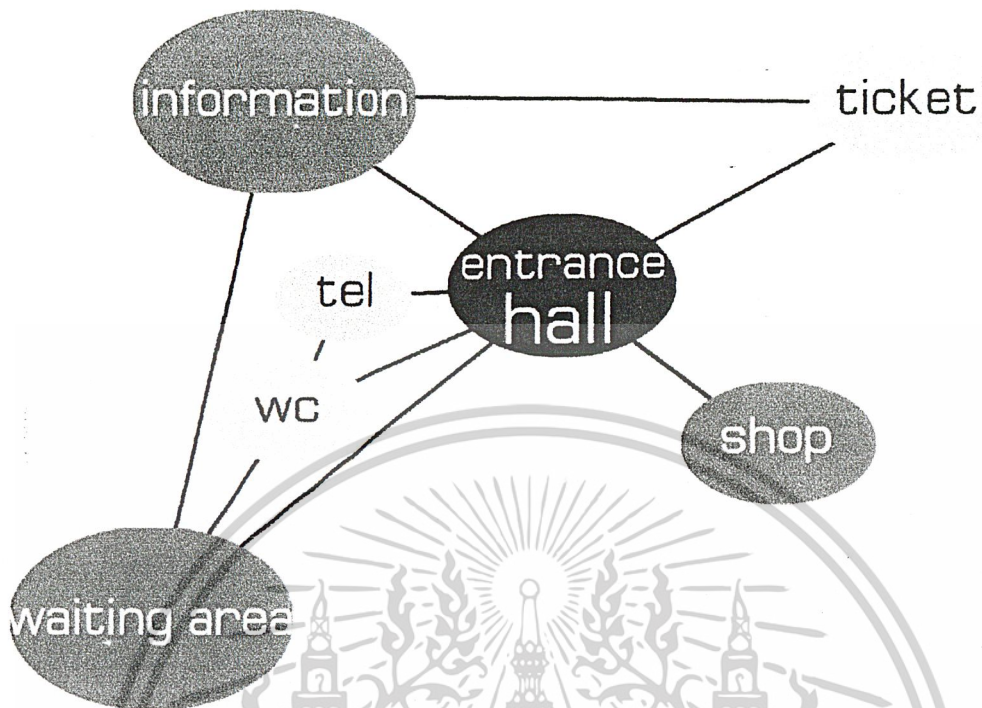 information
ticket
entrance
hall
tel
wc
shop
waiting area